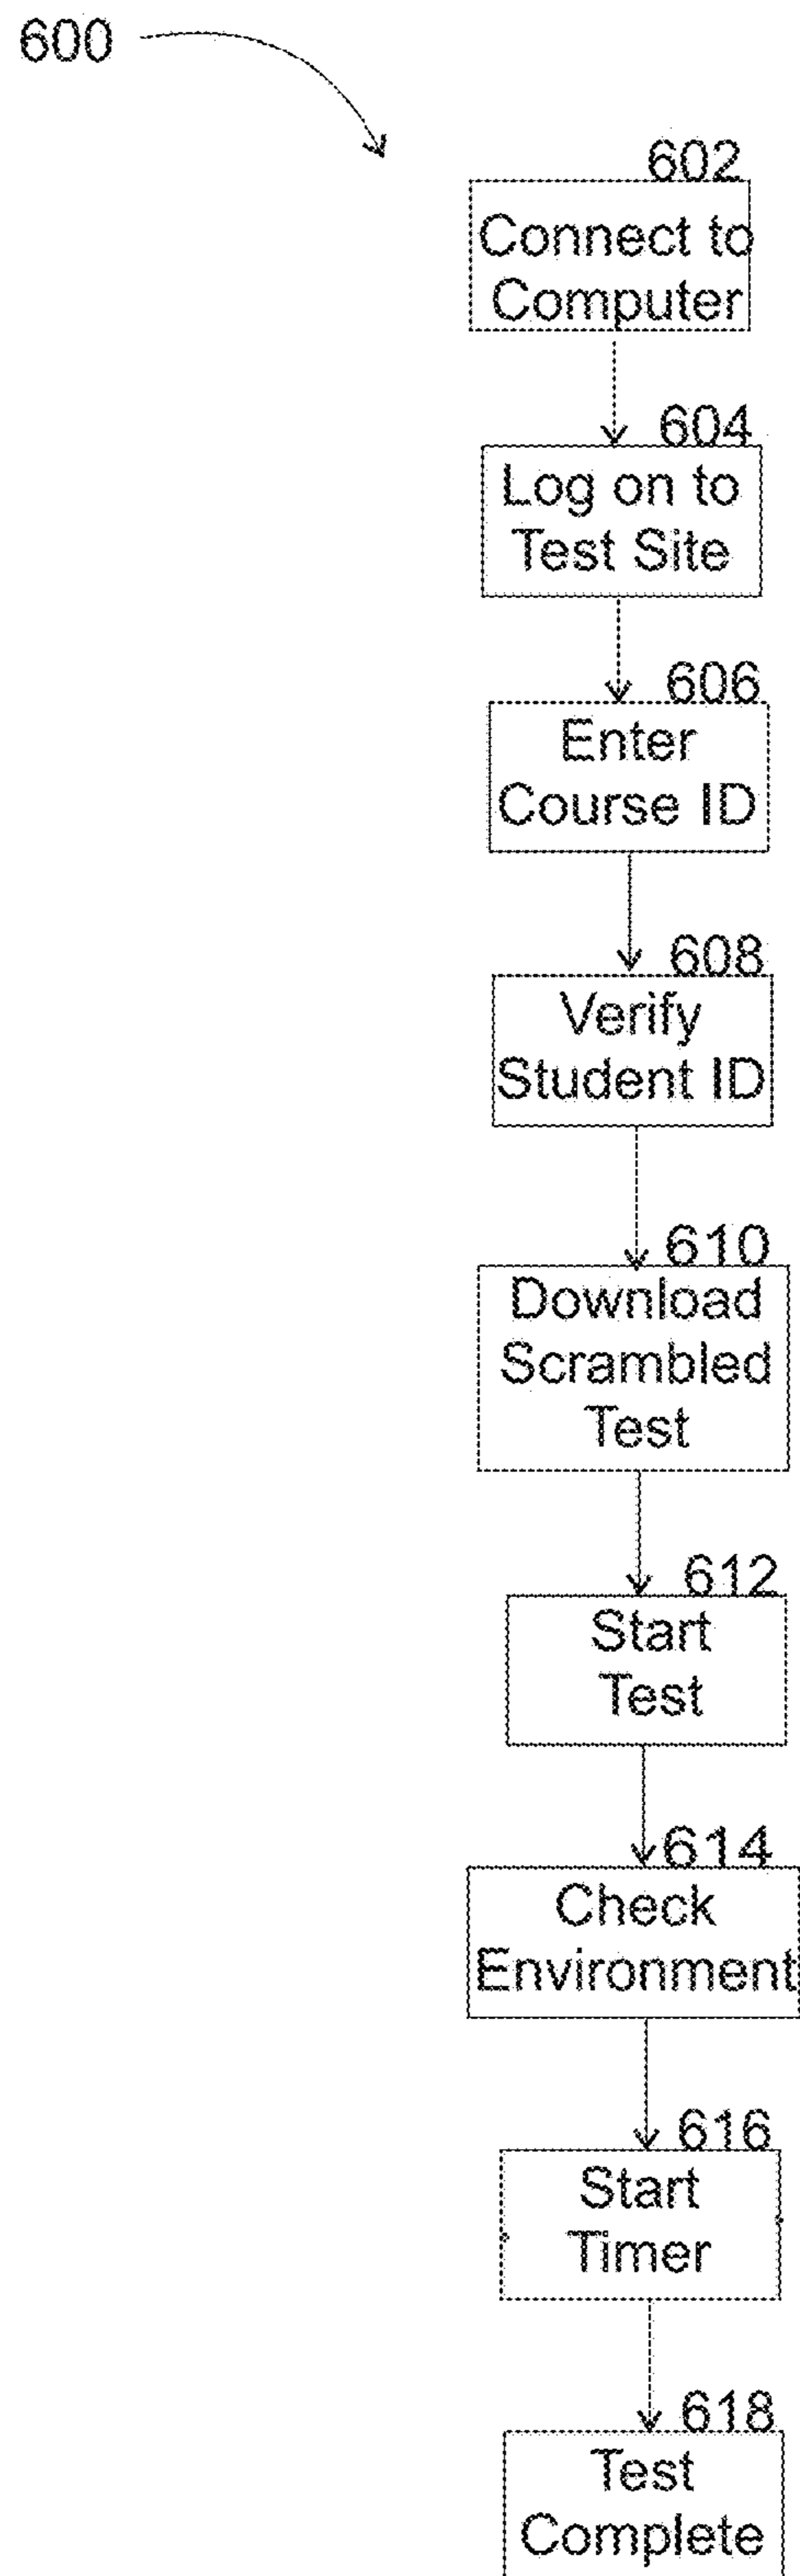 600
602
Connect to
Computer
604
Log on to
Test Site
606
Enter
Course ID
608
Verify
Student ID
610
Download
Scrambled
Test
612
Start
Test
614
Check
Environment
616
Start
Timer
618
Test
Complete